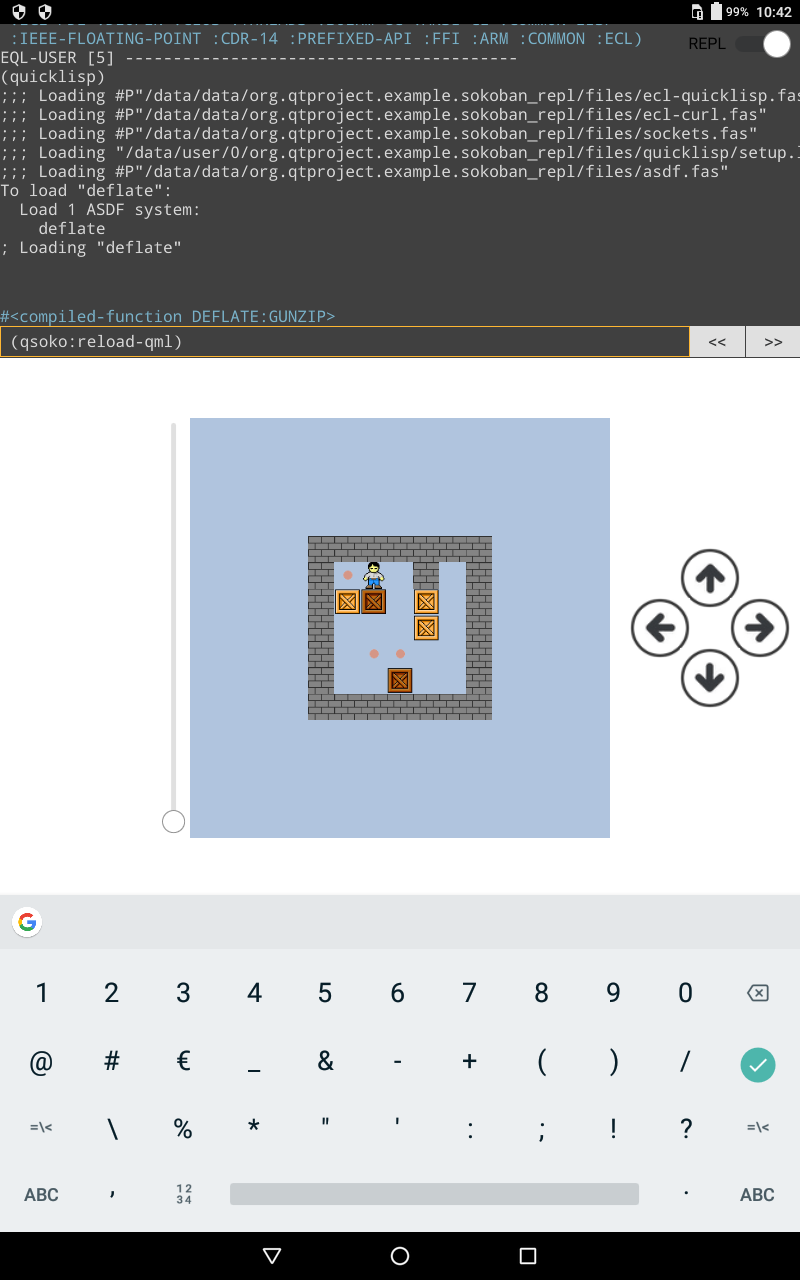 99% 10:42
:IEEE-FLOATING-POINT :CDR-14 :PREFIXED-API :FFI :ARM :COMMON :ECL)
REPL
EQL-USER [5] -----------------------------------------
(quicklisp)
;;; Loading #P"/data/data/org.qtproject.example.sokoban_repl/files/ecl-quicklisp.fas
;;; Loading #P"/data/data/org.qtproject.example.sokoban_repl/files/ecl-curl.fas"
;;; Loading #P"/data/data/org.qtproject.example.sokoban_repl/files/sockets.fas"
;;; Loading "/data/user/0/org.qtproject.example.sokoban_repl/files/quicklisp/setup.l
;;; Loading #P"/data/data/org.qtproject.example.sokoban_repl/files/asdf.fas"
To load "deflate":
  Load 1 ASDF system:
    deflate
; Loading "deflate"
#<compiled-function DEFLATE:GUNZIP>
(qsoko:reload-qml) << >>
G
1 2 3 4 5 6 7 8 9 0
@ # € _ & - + ( ) /
=\< \ % * " ' : ; ! ? =\<
ABC , 12 34 . ABC